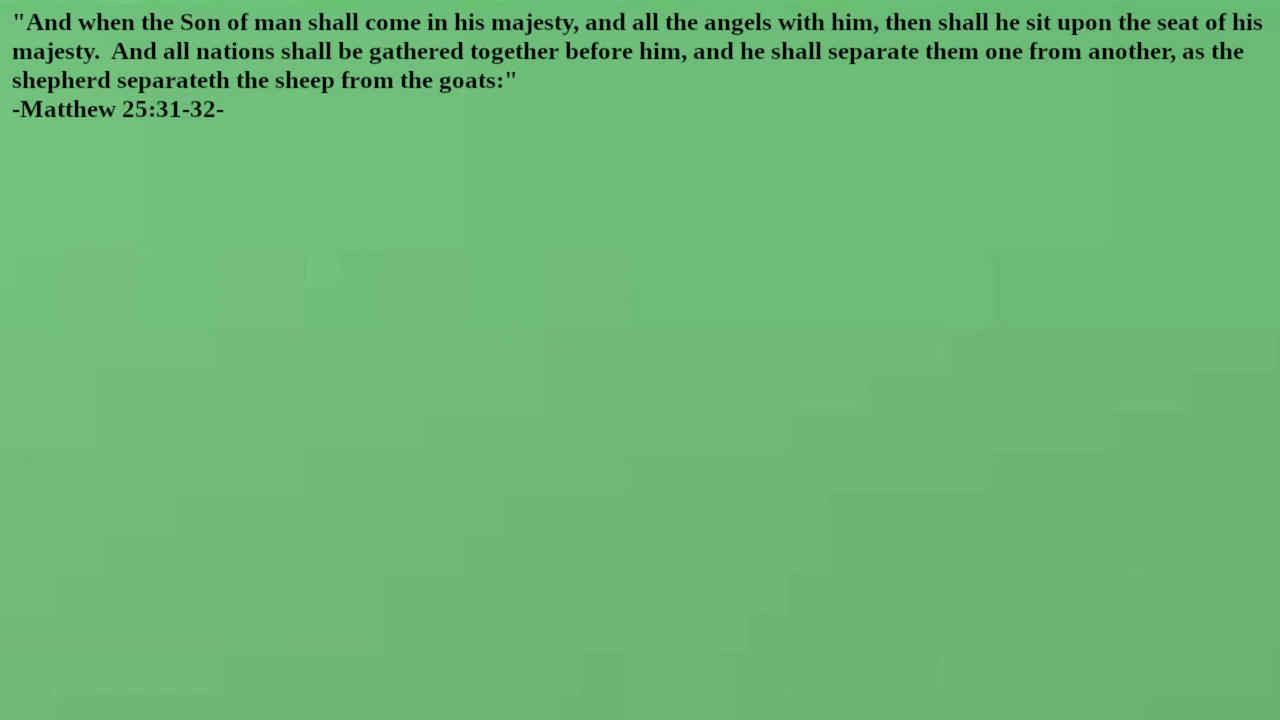 "And when the Son of man shall come in his majesty, and all the angels with him, then shall he sit upon the seat of his
majesty.  And all nations shall be gathered together before him, and he shall separate them one from another, as the
shepherd separateth the sheep from the goats:"
-Matthew 25:31-32-